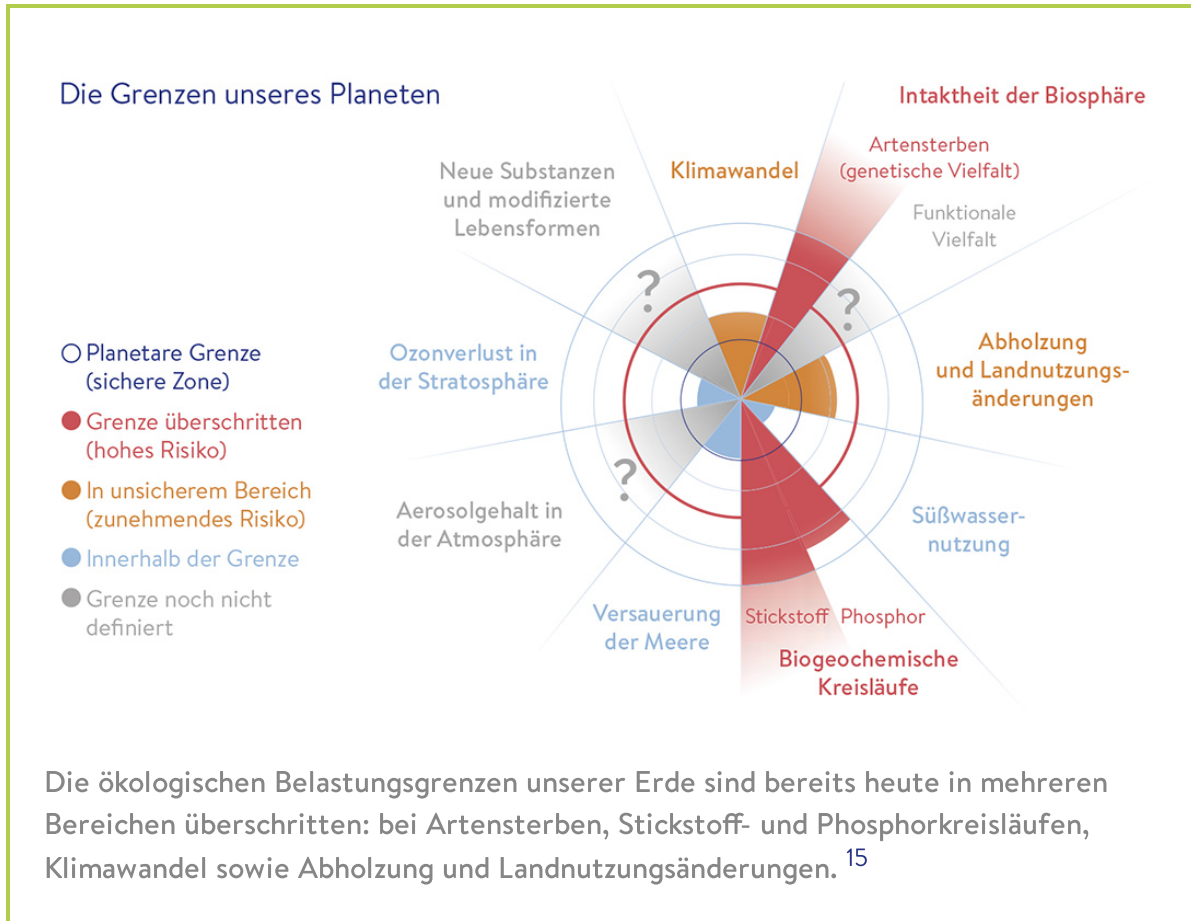 Die Grenzen unseres Planeten
Intaktheit der Biosphäre
Artensterben
(genetische Vielfalt)
Klimawandel
Neue Substanzen
und modifizierte
Lebensformen
Funktionale
Vielfalt
?
?
Planetare Grenze
(sichere Zone)
Grenze überschritten
(hohes Risiko)
In unsicherem Bereich
(zunehmendes Risiko)
Innerhalb der Grenze
Grenze noch nicht
definiert
Ozonverlust in
der Stratosphäre
Abholzung
und Landnutzungs-
änderungen
?
Aerosolgehalt in
der Atmosphäre
Süßwasser-
nutzung
Versauerung
der Meere
Stickstoff Phosphor
Biogeochemische
Kreisläufe
Die ökologischen Belastungsgrenzen unserer Erde sind bereits heute in mehreren
Bereichen überschritten: bei Artensterben, Stickstoff- und Phosphorkreisläufen,
Klimawandel sowie Abholzung und Landnutzungsänderungen. 15